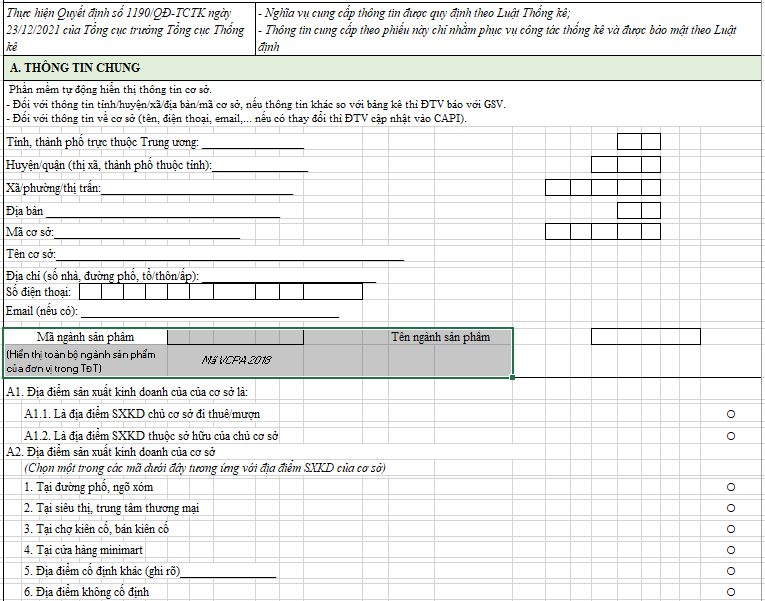 Thực hiện Quyết định số 1190/QĐ-TCTK ngày
23/12/2021 của Tổng cục trưởng Tổng cục Thống
kê
- Nghĩa vụ cung cấp thông tin được quy định theo Luật Thống kê;
- Thông tin cung cấp theo phiếu này chỉ nhằm phục vụ công tác thống kê và được bảo mật theo Luật
định
A. THÔNG TIN CHUNG
Phần mềm tự động hiển thị thông tin cơ sở.
- Đối với thông tin tỉnh/huyện/xã/địa bàn/mã cơ sở, nếu thông tin khác so với bảng kê thì ĐTV báo với GSV.
- Đối với thông tin về cơ sở (tên, điện thoại, email,... nếu có thay đổi thì ĐTV cập nhật vào CAPI).
Tỉnh, thành phố trực thuộc Trung ương:
Huyện/quận (thị xã, thành phố thuộc tỉnh):
Xã/phường/thị trấn:
Địa bàn
Mã cơ sở:
Tên cơ sở:
Địa chỉ (số nhà, đường phố, tổ/thôn/ấp):
Số điện thoại:
Email (nếu có):
Mã ngành sản phẩm Tên ngành sản phẩm
(Hiển thị toàn bộ ngành sản phẩm
của đơn vị trong TĐT)
Mã VCPA 2018
A1. Địa điểm sản xuất kinh doanh của của cơ sở là:
A1.1. Là địa điểm SXKD chủ cơ sở đi thuê/mượn
A1.2. Là địa điểm SXKD thuộc sở hữu của chủ cơ sở
A2. Địa điểm sản xuất kinh doanh của cơ sở
(Chọn một trong các mã dưới đây tương ứng với địa điểm SXKD của cơ sở)
1. Tại đường phố, ngõ xóm
2. Tại siêu thị, trung tâm thương mại
3. Tại chợ kiên cố, bán kiên cố
4. Tại cửa hàng minimart
5. Địa điểm cố định khác (ghi rõ)
6. Địa điểm không cố định